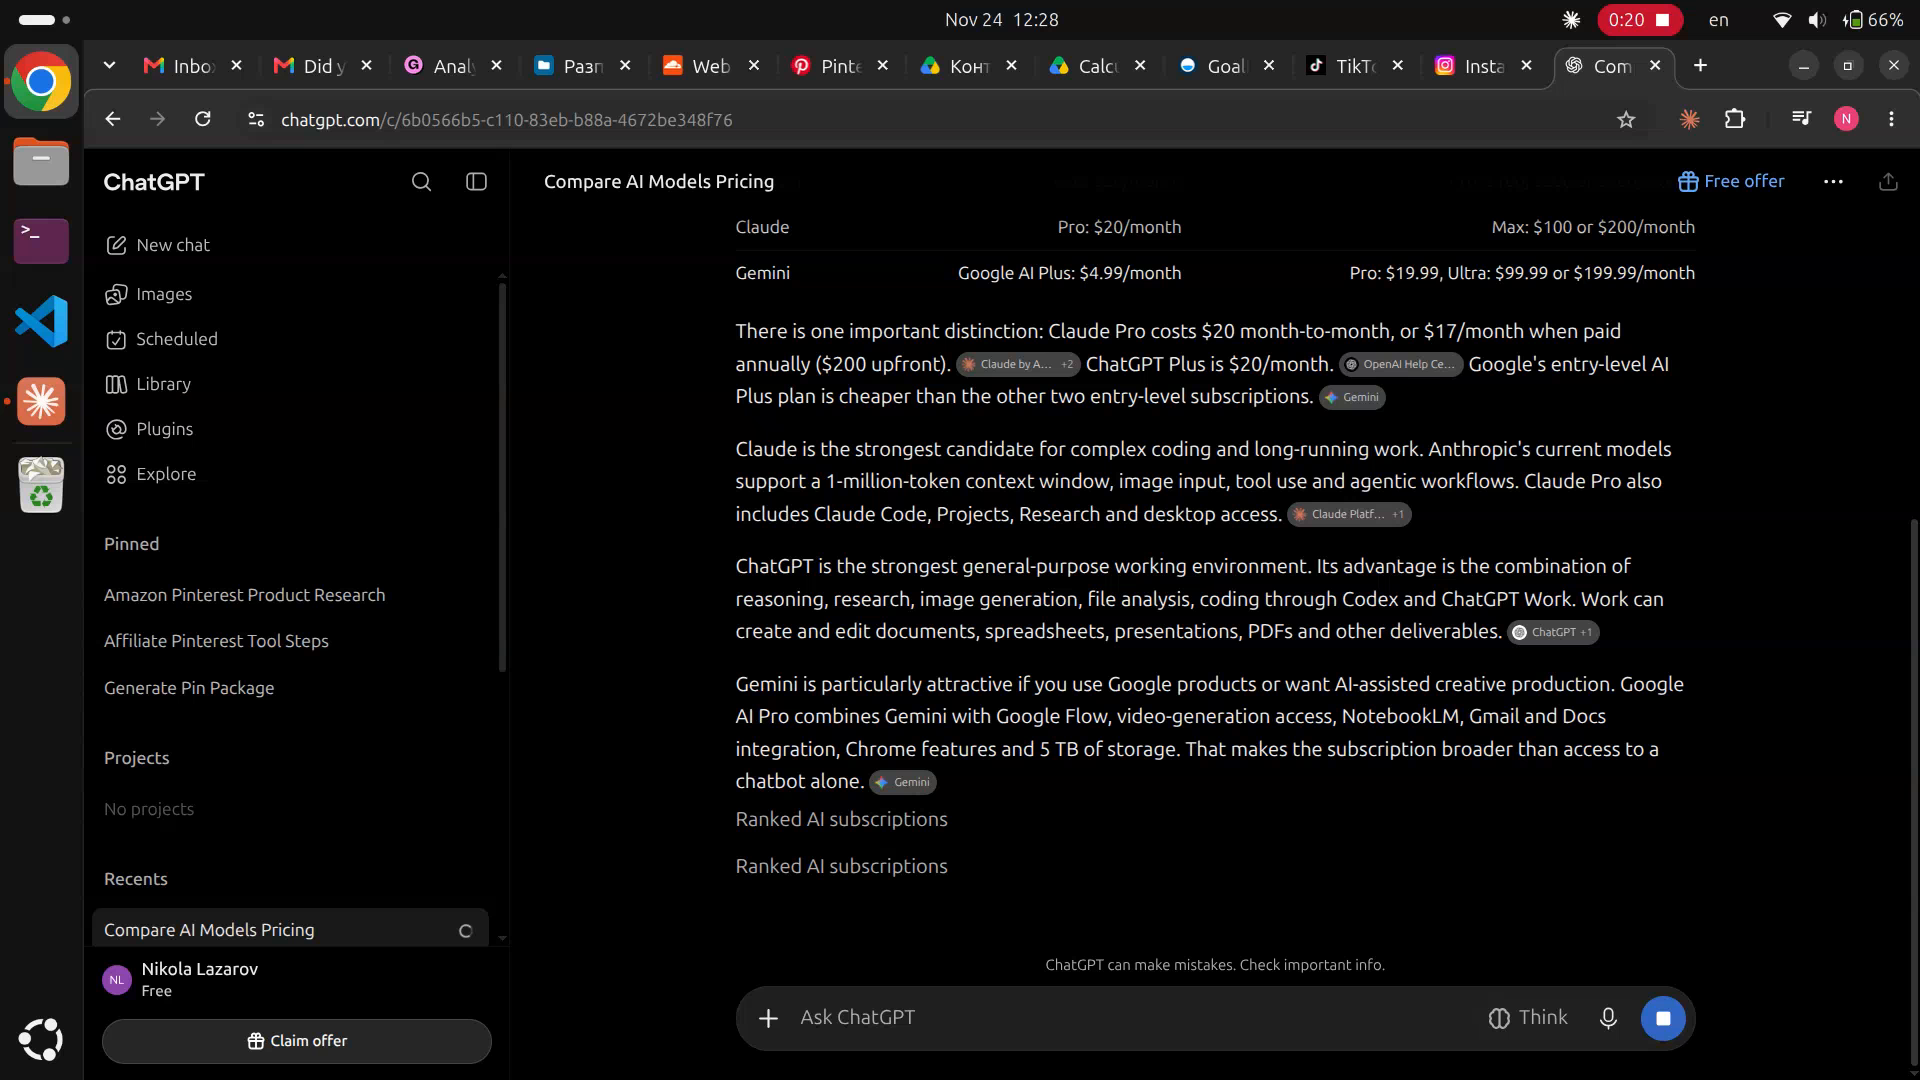 Nov 24 12:28
0:20
en
66%
Inbo
Did y
Anal
Разп
Web
Pinte
Конт
Calcu
Goal
TikTo
Insta
Com
chatgpt.com/c/6b0566b5-c110-83eb-b88a-4672be348f76
N
ChatGPT
New chat
Images
Scheduled
Library
Plugins
Explore
Pinned
Amazon Pinterest Product Research
Affiliate Pinterest Tool Steps
Generate Pin Package
Projects
No projects
Recents
Compare AI Models Pricing
NL
Nikola Lazarov
Free
Claim offer
Compare AI Models Pricing
Free offer
Claude Pro: $20/month Max: $100 or $200/month
Gemini Google AI Plus: $4.99/month Pro: $19.99, Ultra: $99.99 or $199.99/month
There is one important distinction: Claude Pro costs $20 month-to-month, or $17/month when paid
annually ($200 upfront). Claude by A... +2 ChatGPT Plus is $20/month. OpenAI Help Ce... Google's entry-level AI
Plus plan is cheaper than the other two entry-level subscriptions. Gemini
Claude is the strongest candidate for complex coding and long-running work. Anthropic's current models
support a 1-million-token context window, image input, tool use and agentic workflows. Claude Pro also
includes Claude Code, Projects, Research and desktop access. Claude Platf... +1
ChatGPT is the strongest general-purpose working environment. Its advantage is the combination of
reasoning, research, image generation, file analysis, coding through Codex and ChatGPT Work. Work can
create and edit documents, spreadsheets, presentations, PDFs and other deliverables. ChatGPT +1
Gemini is particularly attractive if you use Google products or want AI-assisted creative production. Google
AI Pro combines Gemini with Google Flow, video-generation access, NotebookLM, Gmail and Docs
integration, Chrome features and 5 TB of storage. That makes the subscription broader than access to a
chatbot alone. Gemini
Ranked AI subscriptions
Ranked AI subscriptions
ChatGPT can make mistakes. Check important info.
Ask ChatGPT
Think